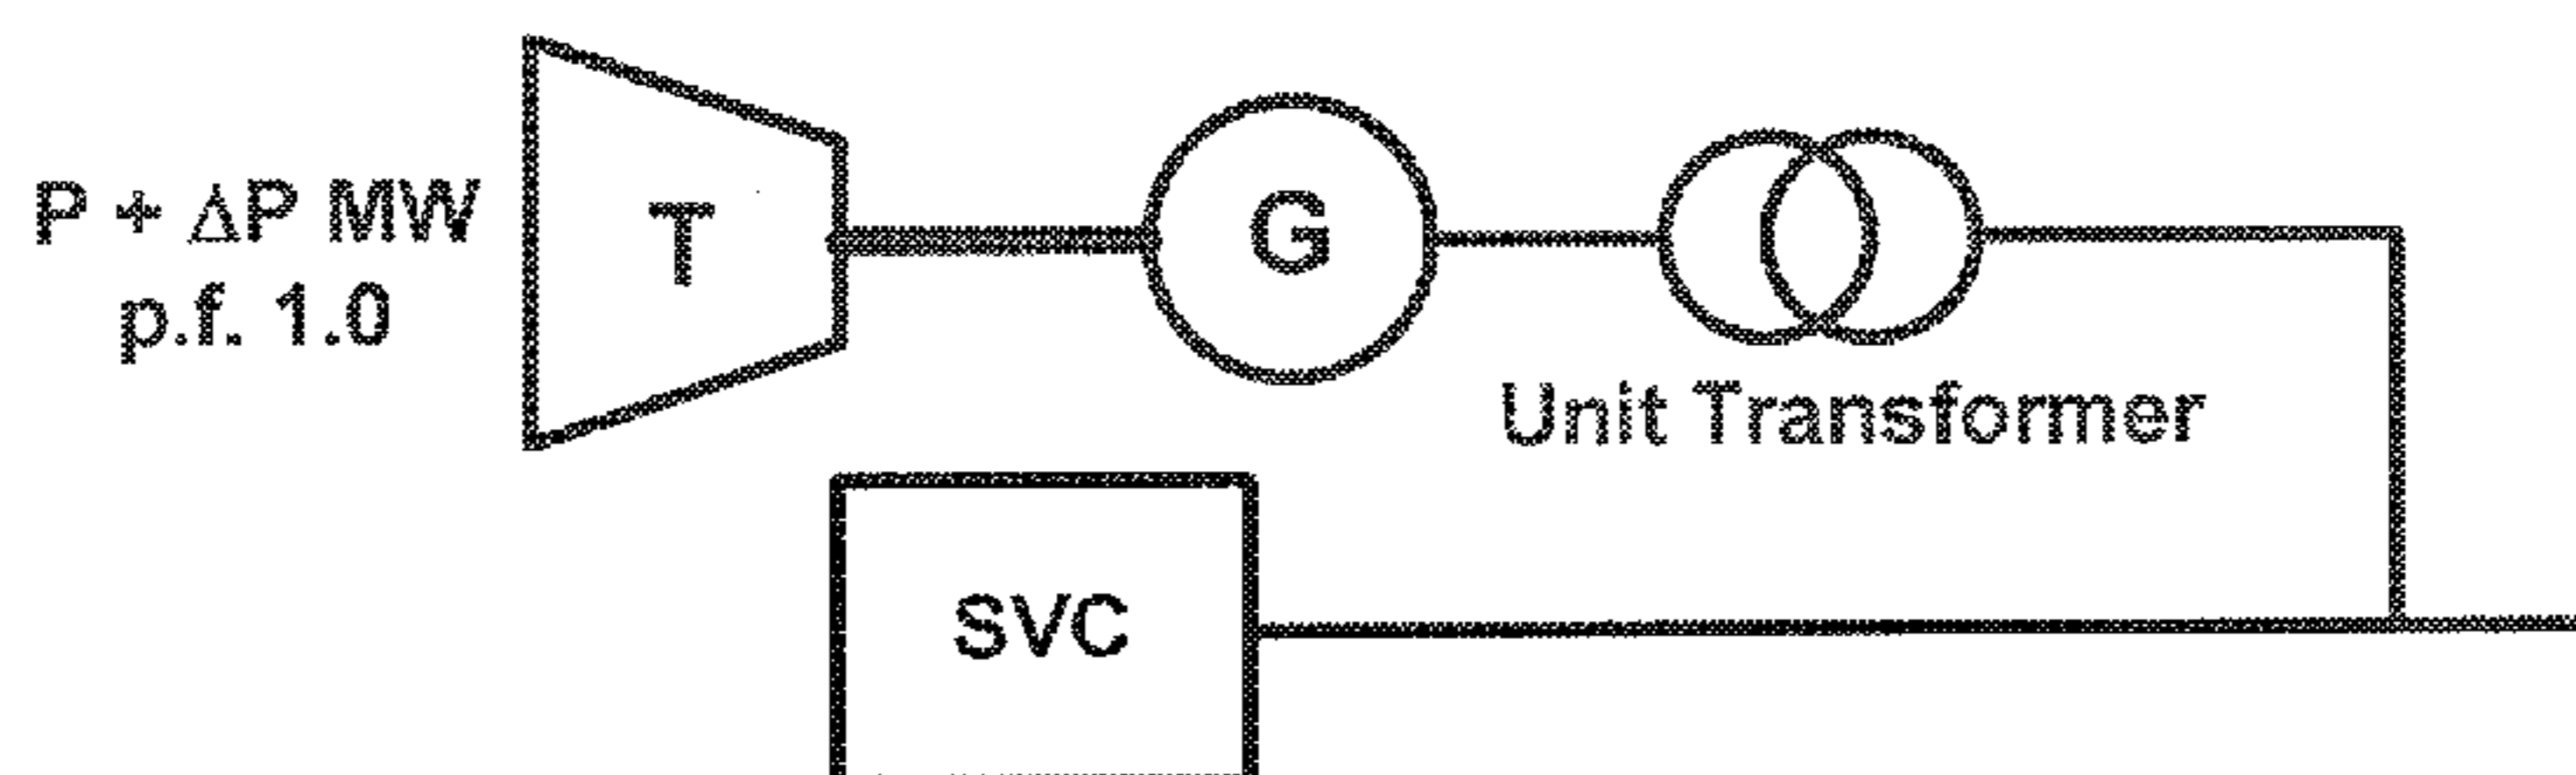 P + ΔP MW
p.f. 1.0
T
G
Unit Transformer
SVC